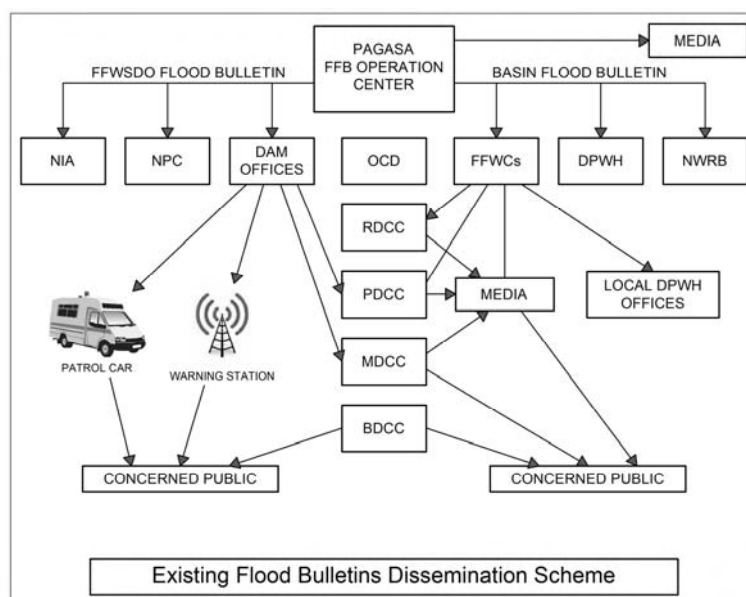 PAGASA
FFB OPERATION
CENTER
MEDIA
FFWSDO FLOOD BULLETIN
BASIN FLOOD BULLETIN
NIA
NPC
DAM
OFFICES
OCD
FFWCs
DPWH
NWRB
RDCC
PDCC
MEDIA
LOCAL DPWH
OFFICES
PATROL CAR
WARNING STATION
MDCC
BDCC
CONCERNED PUBLIC
CONCERNED PUBLIC
Existing Flood Bulletins Dissemination Scheme